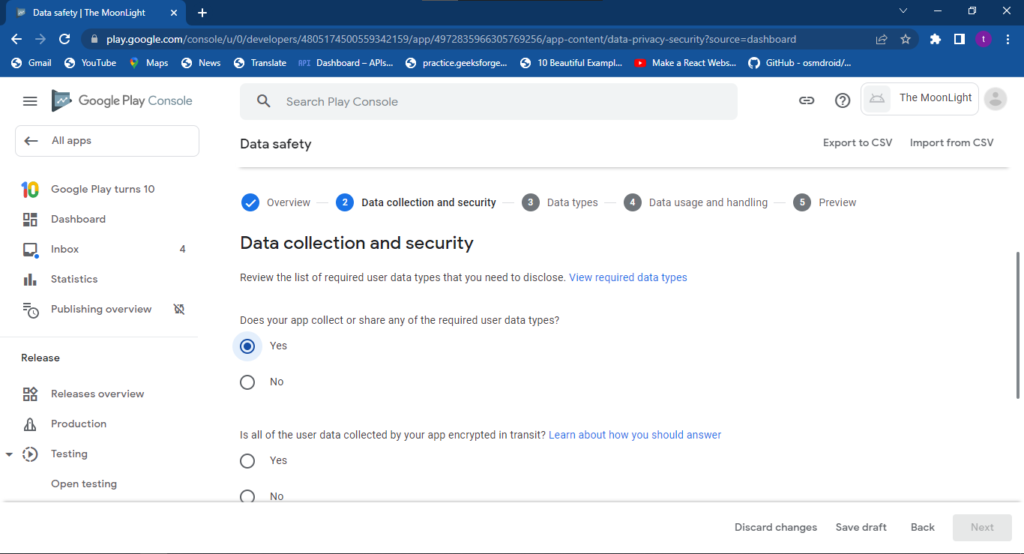 Data safety | The MoonLight
play.google.com/console/u/0/developers/4805174500559342159/app/4972835966305769256/app-content/data-privacy-security?source=dashboard
t
Gmail YouTube Maps News Translate API Dashboard – APIs... practice.geeksforge... 10 Beautiful Exampl... Make a React Webs... GitHub - osmdroid/...
Google Play Console
Search Play Console
The MoonLight
All apps
Data safety
Export to CSV Import from CSV
10 Google Play turns 10
Dashboard
Inbox 4
Statistics
Publishing overview
Release
Releases overview
Production
Testing
Open testing
Overview 2 Data collection and security 3 Data types 4 Data usage and handling 5 Preview
Data collection and security
Review the list of required user data types that you need to disclose. View required data types
Does your app collect or share any of the required user data types?
Yes
No
Is all of the user data collected by your app encrypted in transit? Learn about how you should answer
Yes
No
Discard changes Save draft Back Next